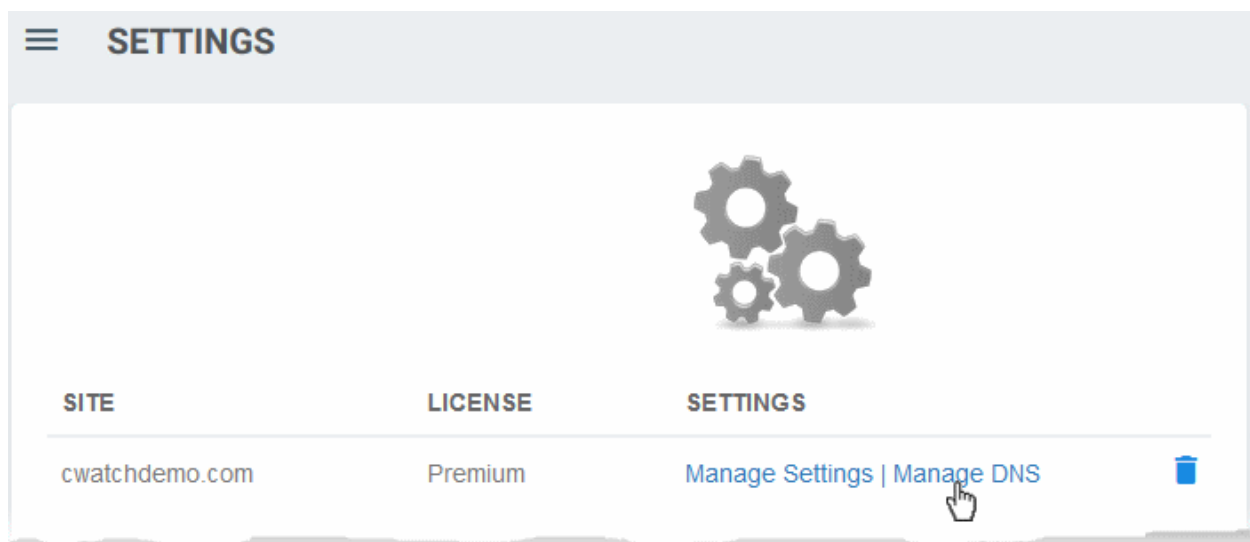 SETTINGS
SITE LICENSE SETTINGS
cwatchdemo.com Premium Manage Settings | Manage DNS